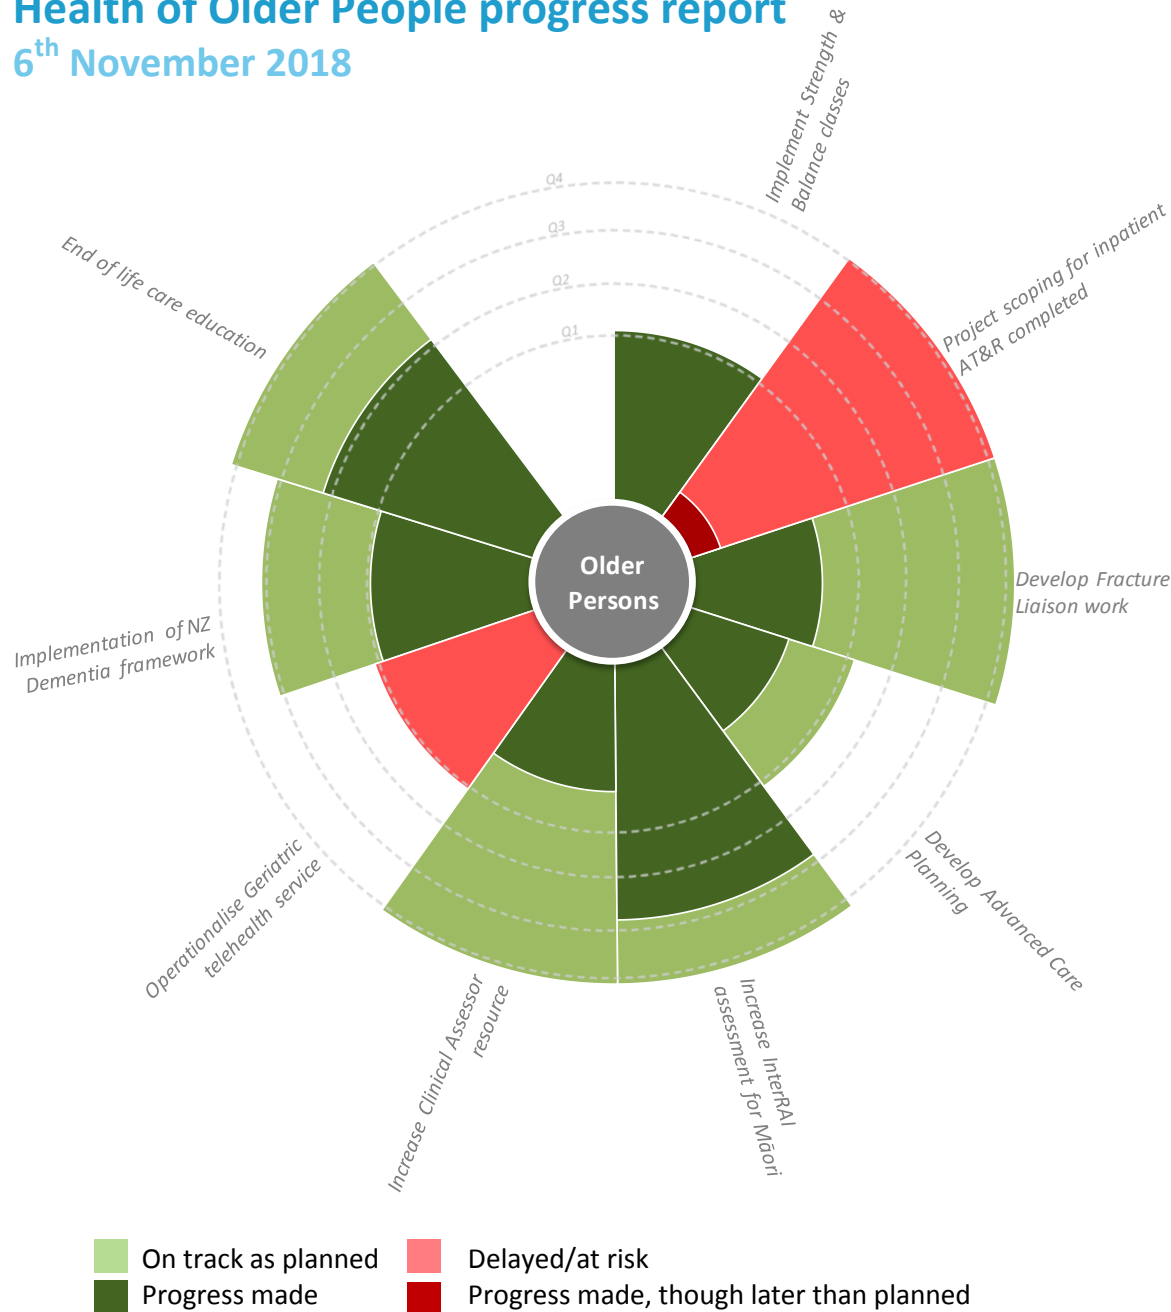 Health of Older People progress report
6th November 2018
Implement Strength &
Balance classes
Project scoping for inpatient
AT&R completed
Q4
Q3
Q2
Q1
End of life care education
Older
Persons
Develop Fracture
Liaison work
Implementation of NZ
Dementia framework
Operationalise Geriatric
telehealth service
Develop Advanced Care
Planning
Increase Clinical Assessor
resource
Increase InterRAI
assessment for Māori
On track as planned
Delayed/at risk
Progress made
Progress made, though later than planned